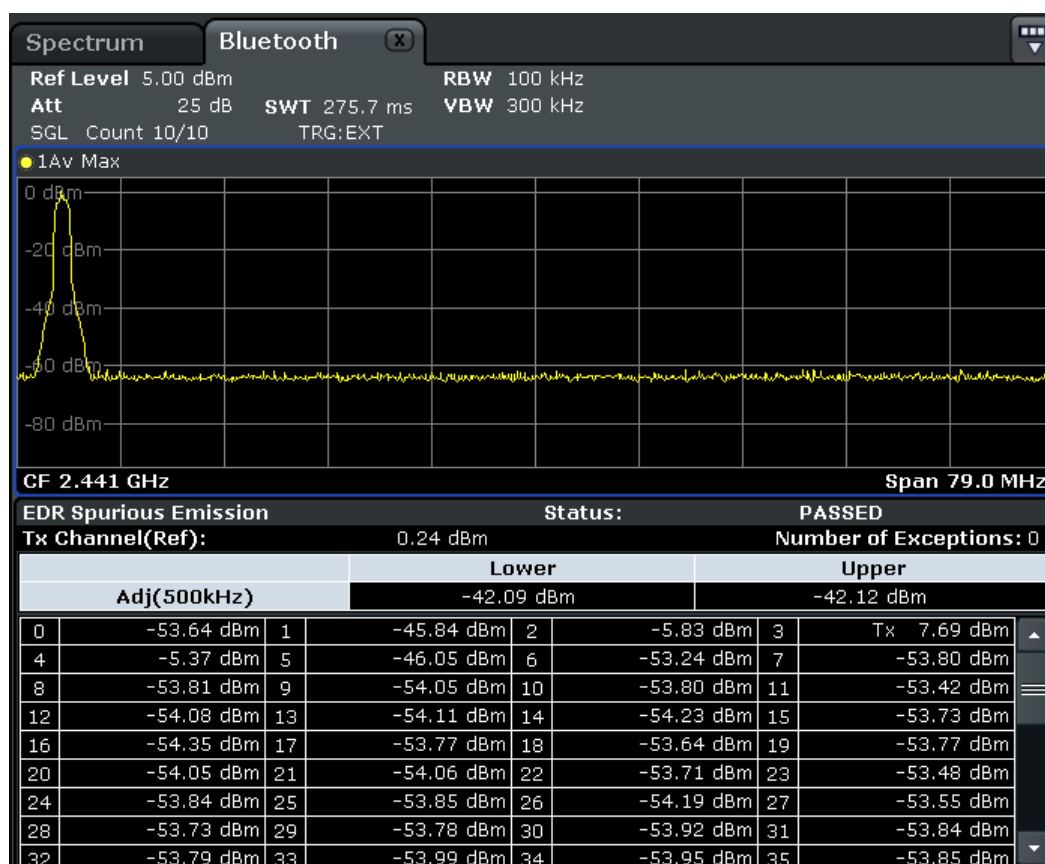 Spectrum Bluetooth X
Ref Level 5.00 dBm RBW 100 kHz
Att 25 dB SWT 275.7 ms VBW 300 kHz
SGL Count 10/10 TRG:EXT
1Av Max
0 dBm
-20 dBm
-40 dBm
-60 dBm
-80 dBm
CF 2.441 GHz Span 79.0 MHz
EDR Spurious Emission Status: PASSED
Tx Channel(Ref): 0.24 dBm Number of Exceptions: 0
Lower Upper
Adj(500kHz) -42.09 dBm -42.12 dBm
0 -53.64 dBm 1 -45.84 dBm 2 -5.83 dBm 3 Tx 7.69 dBm
4 -5.37 dBm 5 -46.05 dBm 6 -53.24 dBm 7 -53.80 dBm
8 -53.81 dBm 9 -54.05 dBm 10 -53.80 dBm 11 -53.42 dBm
12 -54.08 dBm 13 -54.11 dBm 14 -54.23 dBm 15 -53.73 dBm
16 -54.35 dBm 17 -53.77 dBm 18 -53.64 dBm 19 -53.77 dBm
20 -54.05 dBm 21 -54.06 dBm 22 -53.71 dBm 23 -53.48 dBm
24 -53.84 dBm 25 -53.85 dBm 26 -54.19 dBm 27 -53.55 dBm
28 -53.73 dBm 29 -53.78 dBm 30 -53.92 dBm 31 -53.84 dBm
32 -53.79 dBm 33 -53.99 dBm 34 -53.95 dBm 35 -53.85 dBm